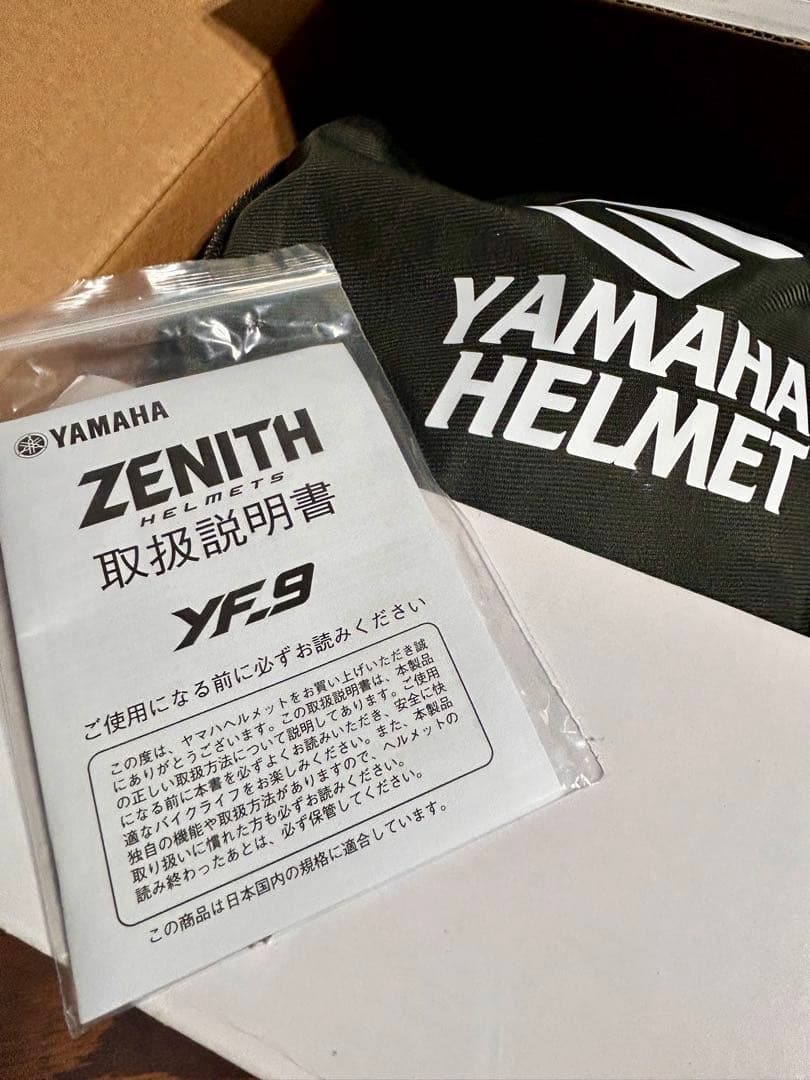 YAMAHA
HELMET
YAMAHA
ZENITH
HELMETS
取扱説明書
YF-9
ご使用になる前に必ずお読みください
この度は、ヤマハヘルメットをお買い上げいただき誠
にありがとうございます。この取扱説明書は、本製品
の正しい取扱方法について説明してあります。ご使用
になる前に本書を必ずよくお読みいただき、安全に快
適なバイクライフをお楽しみください。また、本製品
独自の機能や取扱方法がありますので、ヘルメットの
取り扱いに慣れた方も必ずお読みください。
読み終わったあとは、必ず保管してください。
この商品は日本国内の規格に適合しています。